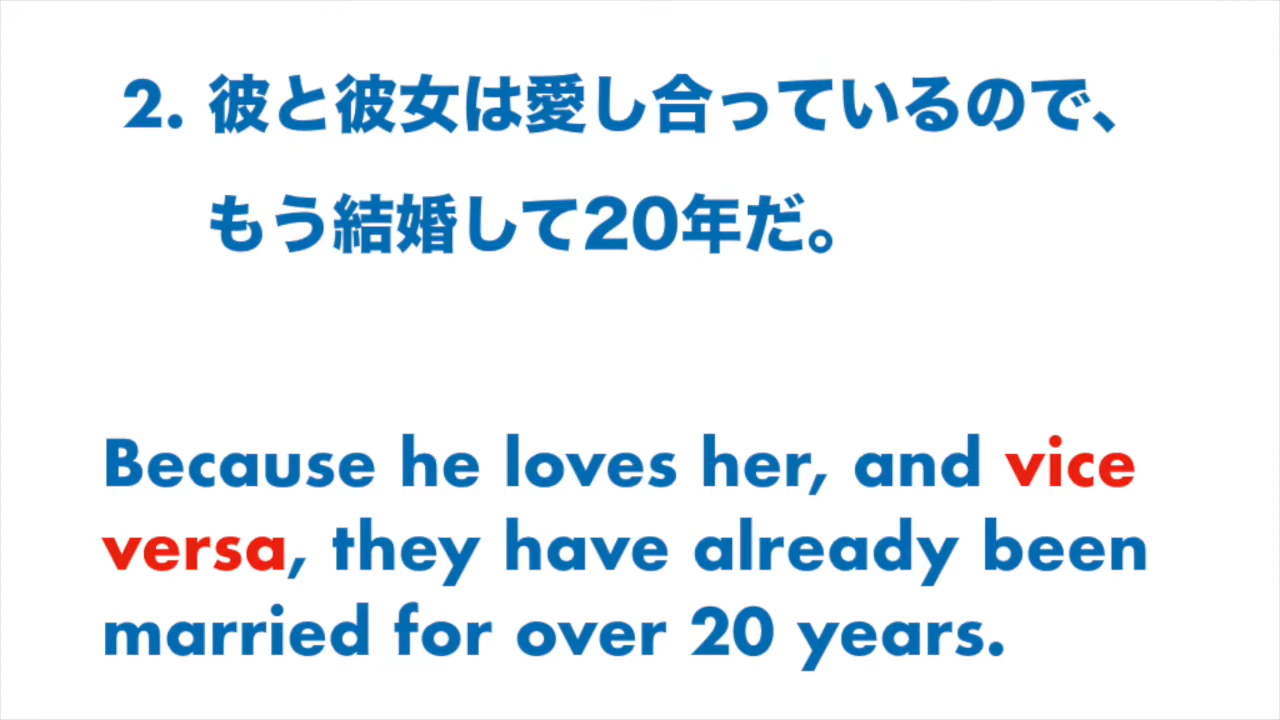 2. 彼と彼女は愛し合っているので、
もう結婚して20年だ。
Because he loves her, and vice
versa, they have already been
married for over 20 years.